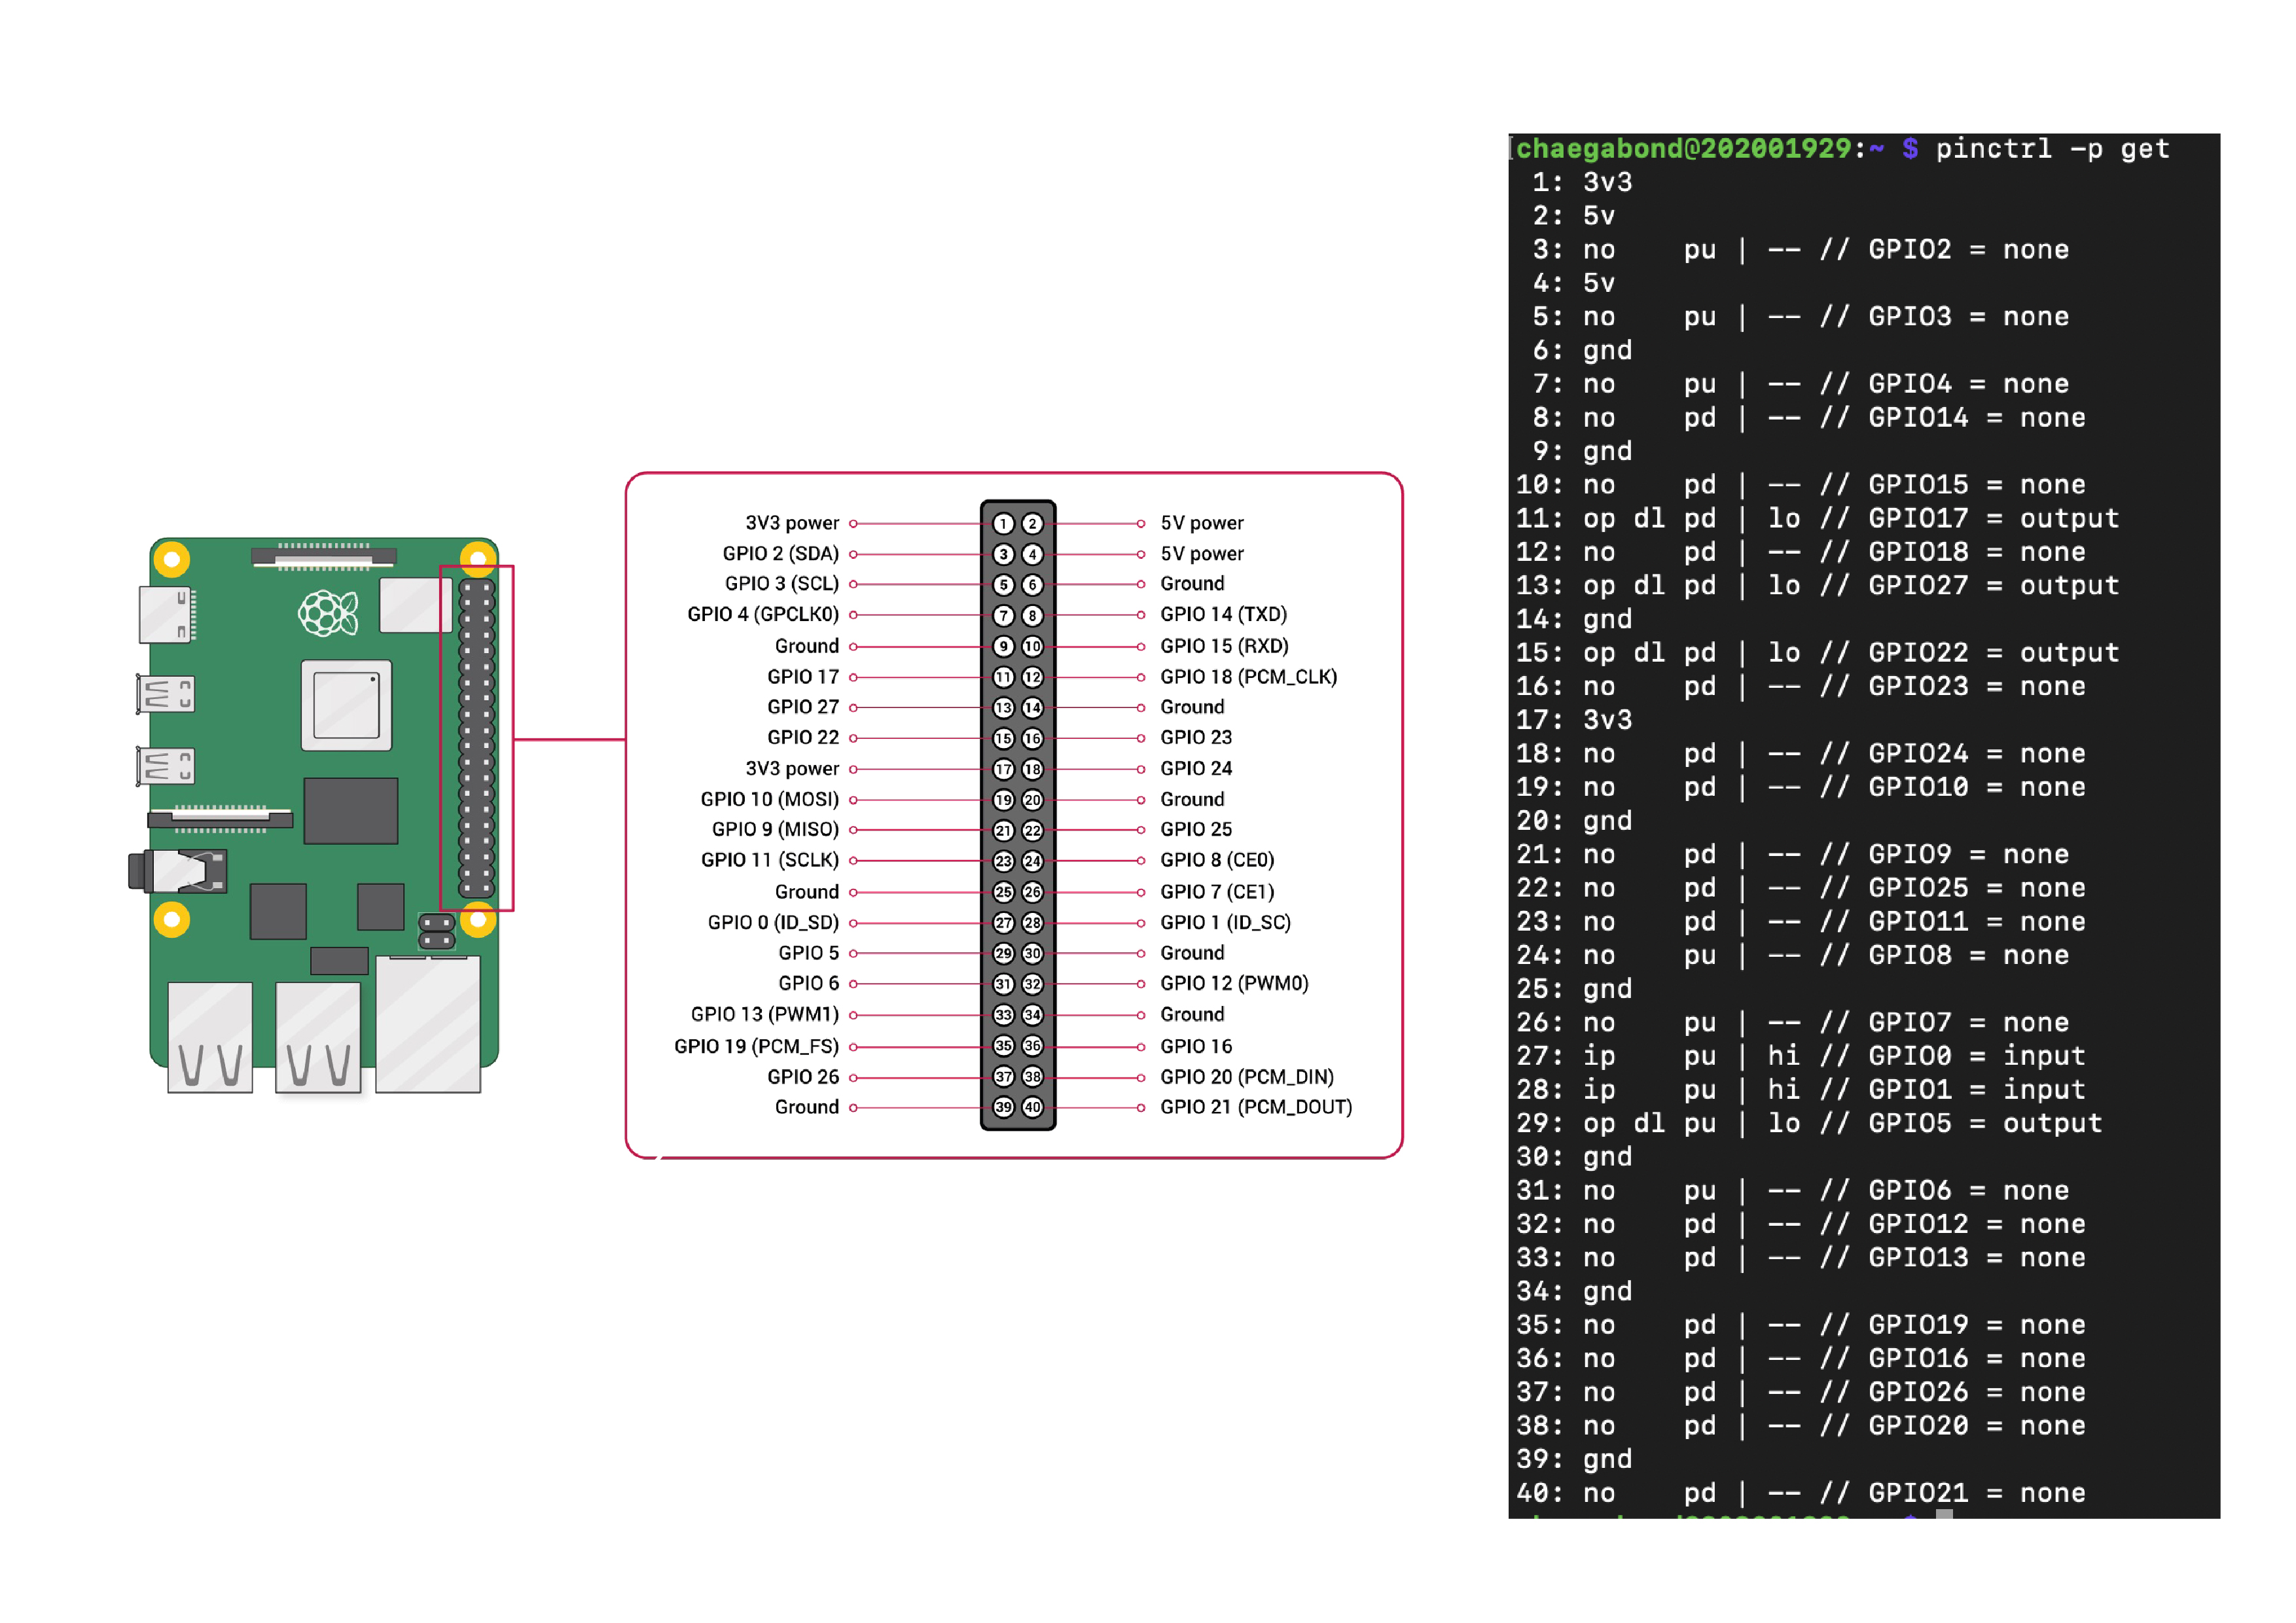 3V3 power 1 2 5V power
GPIO 2 (SDA) 3 4 5V power
GPIO 3 (SCL) 5 6 Ground
GPIO 4 (GPCLK0) 7 8 GPIO 14 (TXD)
Ground 9 10 GPIO 15 (RXD)
GPIO 17 11 12 GPIO 18 (PCM_CLK)
GPIO 27 13 14 Ground
GPIO 22 15 16 GPIO 23
3V3 power 17 18 GPIO 24
GPIO 10 (MOSI) 19 20 Ground
GPIO 9 (MISO) 21 22 GPIO 25
GPIO 11 (SCLK) 23 24 GPIO 8 (CE0)
Ground 25 26 GPIO 7 (CE1)
GPIO 0 (ID_SD) 27 28 GPIO 1 (ID_SC)
GPIO 5 29 30 Ground
GPIO 6 31 32 GPIO 12 (PWM0)
GPIO 13 (PWM1) 33 34 Ground
GPIO 19 (PCM_FS) 35 36 GPIO 16
GPIO 26 37 38 GPIO 20 (PCM_DIN)
Ground 39 40 GPIO 21 (PCM_DOUT)
[chaegabond@202001929:~ $ pinctrl -p get
1: 3v3
2: 5v
3: no pu | -- // GPIO2 = none
4: 5v
5: no pu | -- // GPIO3 = none
6: gnd
7: no pu | -- // GPIO4 = none
8: no pd | -- // GPIO14 = none
9: gnd
10: no pd | -- // GPIO15 = none
11: op dl pd | lo // GPIO17 = output
12: no pd | -- // GPIO18 = none
13: op dl pd | lo // GPIO27 = output
14: gnd
15: op dl pd | lo // GPIO22 = output
16: no pd | -- // GPIO23 = none
17: 3v3
18: no pd | -- // GPIO24 = none
19: no pd | -- // GPIO10 = none
20: gnd
21: no pd | -- // GPIO9 = none
22: no pd | -- // GPIO25 = none
23: no pd | -- // GPIO11 = none
24: no pu | -- // GPIO8 = none
25: gnd
26: no pu | -- // GPIO7 = none
27: ip pu | hi // GPIO0 = input
28: ip pu | hi // GPIO1 = input
29: op dl pu | lo // GPIO5 = output
30: gnd
31: no pu | -- // GPIO6 = none
32: no pd | -- // GPIO12 = none
33: no pd | -- // GPIO13 = none
34: gnd
35: no pd | -- // GPIO19 = none
36: no pd | -- // GPIO16 = none
37: no pd | -- // GPIO26 = none
38: no pd | -- // GPIO20 = none
39: gnd
40: no pd | -- // GPIO21 = none